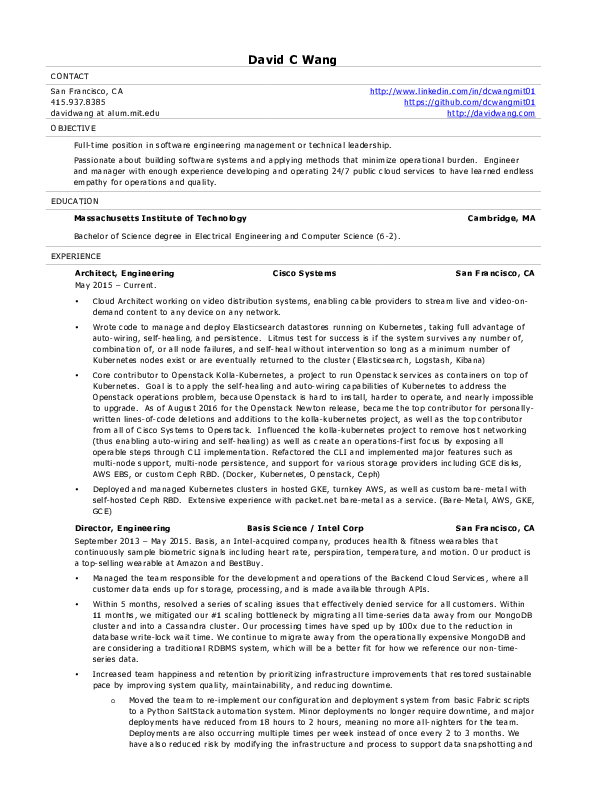 David C Wang
CONTACT
San Francisco, CA http://www.linkedin.com/in/dcwangmit01
415.937.8385 https://github.com/dcwangmit01
davidwang at alum.mit.edu http://davidwang.com
OBJECTIVE
Full-time position in software engineering management or technical leadership.
Passionate about building software systems and applying methods that minimize operational burden. Engineer
and manager with enough experience developing and operating 24/7 public cloud services to have learned endless
empathy for operations and quality.
EDUCATION
Massachusetts Institute of Technology Cambridge, MA
Bachelor of Science degree in Electrical Engineering and Computer Science (6-2).
EXPERIENCE
Architect, Engineering Cisco Systems San Francisco, CA
May 2015 – Current.
• Cloud Architect working on video distribution systems, enabling cable providers to stream live and video-on-
demand content to any device on any network.
• Wrote code to manage and deploy Elasticsearch datastores running on Kubernetes, taking full advantage of
auto-wiring, self-healing, and persistence. Litmus test for success is if the system survives any number of,
combination of, or all node failures, and self-heal without intervention so long as a minimum number of
Kubernetes nodes exist or are eventually returned to the cluster (Elasticsearch, Logstash, Kibana)
• Core contributor to Openstack Kolla-Kubernetes, a project to run Openstack services as containers on top of
Kubernetes. Goal is to apply the self-healing and auto-wiring capabilities of Kubernetes to address the
Openstack operations problem, because Openstack is hard to install, harder to operate, and nearly impossible
to upgrade. As of August 2016 for the Openstack Newton release, became the top contributor for personally-
written lines-of-code deletions and additions to the kolla-kubernetes project, as well as the top contributor
from all of Cisco Systems to Openstack. Influenced the kolla-kubernetes project to remove host networking
(thus enabling auto-wiring and self-healing) as well as create an operations-first focus by exposing all
operable steps through CLI implementation. Refactored the CLI and implemented major features such as
multi-node support, multi-node persistence, and support for various storage providers including GCE disks,
AWS EBS, or custom Ceph RBD. (Docker, Kubernetes, Openstack, Ceph)
• Deployed and managed Kubernetes clusters in hosted GKE, turnkey AWS, as well as custom bare-metal with
self-hosted Ceph RBD. Extensive experience with packet.net bare-metal as a service. (Bare-Metal, AWS, GKE,
GCE)
Director, Engineering Basis Science / Intel Corp San Francisco, CA
September 2013 – May 2015. Basis, an Intel-acquired company, produces health & fitness wearables that
continously sample biometric signals including heart rate, perspiration, temperature, and motion. Our product is
a top-selling wearable at Amazon and BestBuy.
• Managed the team responsible for the development and operations of the Backend Cloud Services, where all
customer data ends up for storage, processing, and is made available through APIs.
• Within 5 months, resolved a series of scaling issues that effectively denied service for all customers. Within
11 months, we mitigated our #1 scaling bottleneck by migrating all time-series data away from our MongoDB
cluster and into a Cassandra cluster. Our processing times have sped up by 100x due to the reduction in
database write-lock wait time. We continue to migrate away from the operationally expensive MongoDB and
are considering a traditional RDBMS system, which will be a better fit for how we reference our non-time-
series data.
• Increased team happiness and retention by prioritizing infrastructure improvements that restored sustainable
pace by improving system quality, maintainability, and reducing downtime.
o Moved the team to re-implement our configuration and deployment system from basic Fabric scripts
to a Python SaltStack automation system. Minor deployments no longer require downtime, and major
deployments have reduced from 18 hours to 2 hours, meaning no more all-nighters for the team.
Deployments are also occurring multiple times per week instead of once every 2 to 3 months. We
have also reduced risk by modifying the infrastructure and process to support data snapshotting and